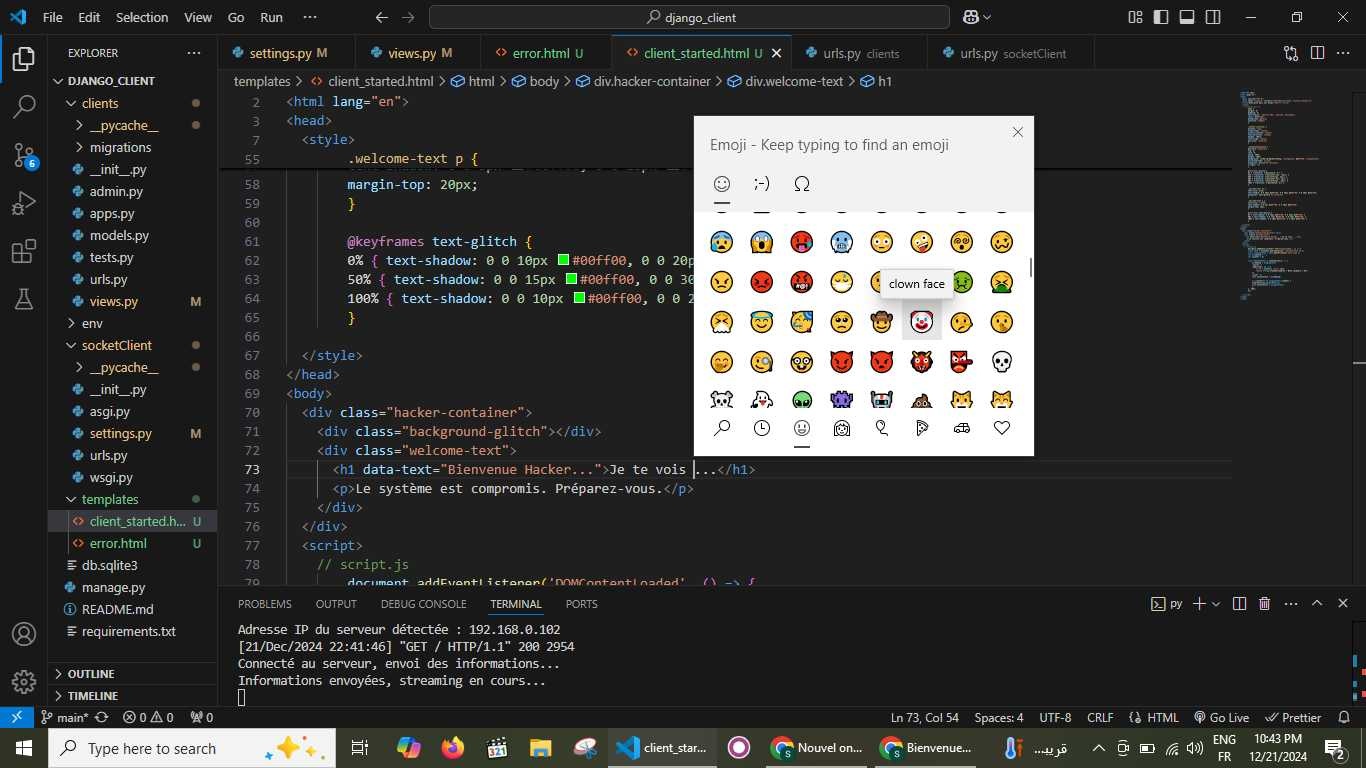 File Edit Selection View Go Run ··· django_client
EXPLORER ···
DJANGO_CLIENT
clients
__pycache__
migrations
__init__.py
admin.py
apps.py
models.py
tests.py
urls.py
views.py M
env
socketClient
__pycache__
__init__.py
asgi.py
settings.py M
urls.py
wsgi.py
templates
client_started.h... U
error.html U
db.sqlite3
manage.py
README.md
requirements.txt
OUTLINE
TIMELINE
6
settings.py M views.py M error.html U client_started.html U urls.py clients urls.py socketClient
templates > client_started.html > html > body > div.hacker-container > div.welcome-text > h1
2 <html lang="en">
3 <head>
7 <style>
55 .welcome-text p {
58 margin-top: 20px;
59 }
60
61 @keyframes text-glitch {
62 0% { text-shadow: 0 0 10px #00ff00, 0 0 20p
63 50% { text-shadow: 0 0 15px #00ff00, 0 0 30
64 100% { text-shadow: 0 0 10px #00ff00, 0 0 2
65 }
66
67 </style>
68 </head>
69 <body>
70 <div class="hacker-container">
71 <div class="background-glitch"></div>
72 <div class="welcome-text">
73 <h1 data-text="Bienvenue Hacker...">Je te vois ...</h1>
74 <p>Le système est compromis. Préparez-vous.</p>
75 </div>
76 </div>
77 <script>
78 // script.js
79 document.addEventListener('DOMContentLoaded', () => {
Emoji - Keep typing to find an emoji
;-) Ω
clown face
PROBLEMS OUTPUT DEBUG CONSOLE TERMINAL PORTS py
Adresse IP du serveur détectée : 192.168.0.102
[21/Dec/2024 22:41:46] "GET / HTTP/1.1" 200 2954
Connecté au serveur, envoi des informations...
Informations envoyées, streaming en cours...
main* 0 0 0 Ln 73, Col 54 Spaces: 4 UTF-8 CRLF HTML Go Live Prettier
Type here to search client_star... Nouvel on... Bienvenue... قريبـ... ENG FR 10:43 PM 12/21/2024 2